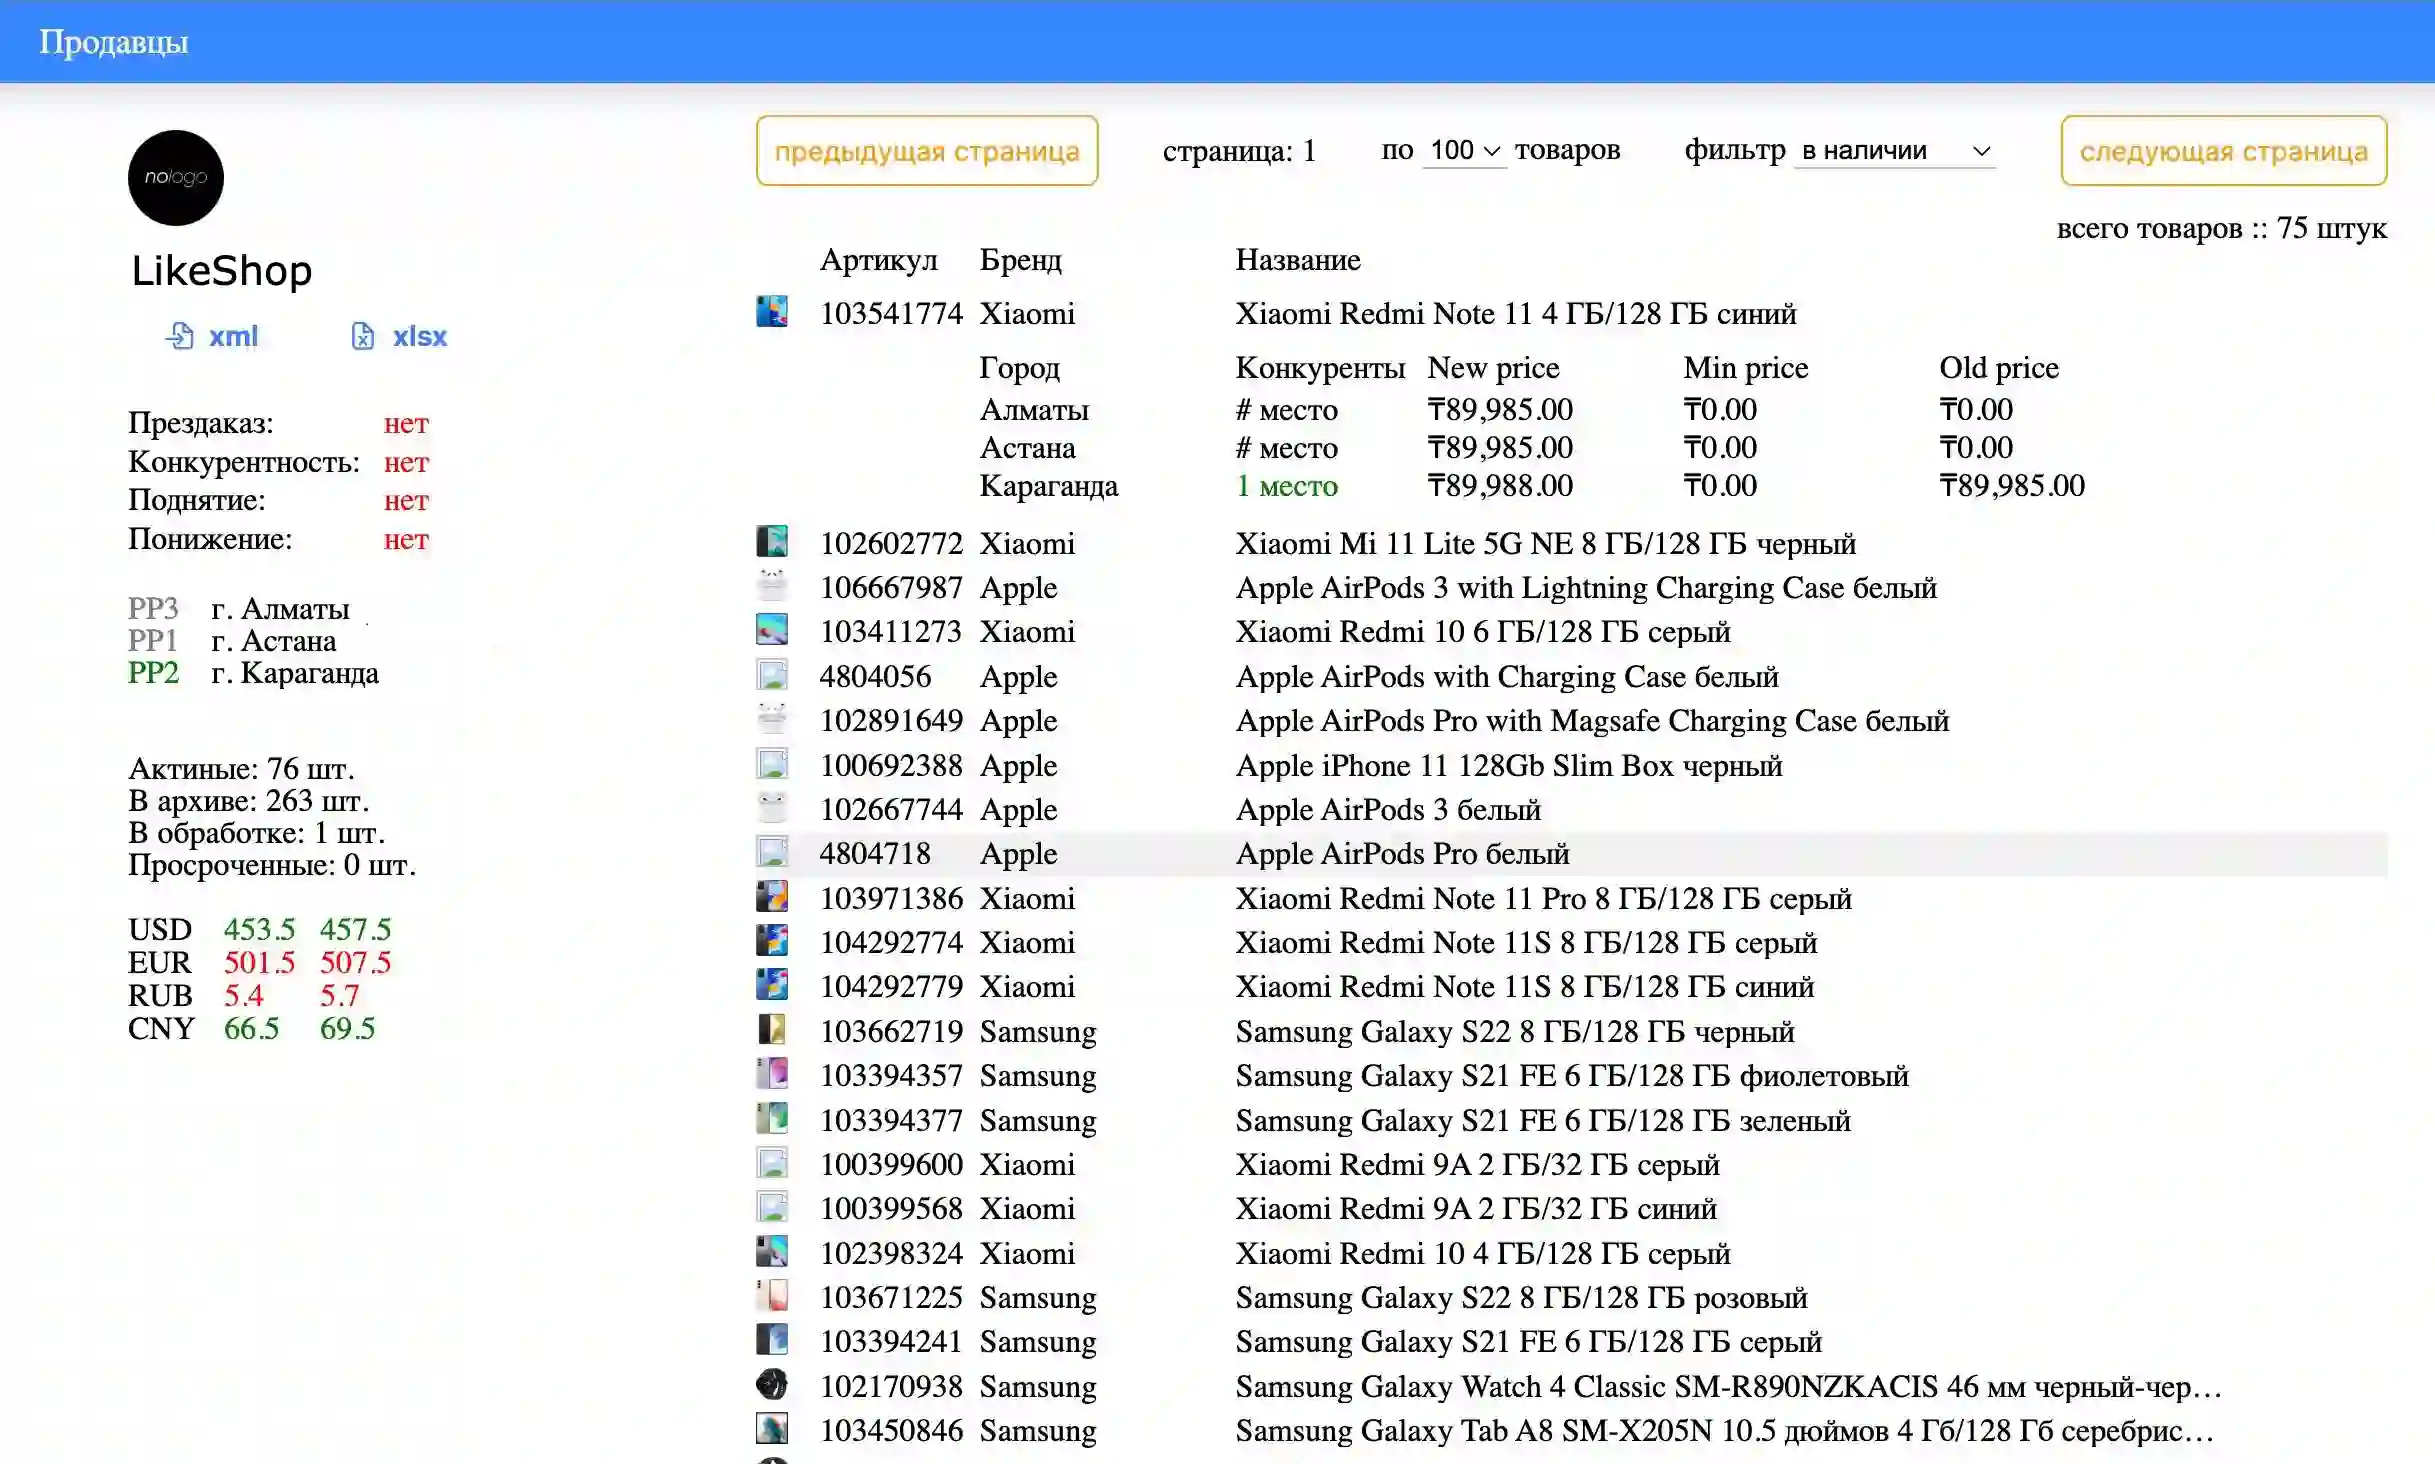 Продавцы
nologo
LikeShop
xml xlsx
Прездаказ: нет
Конкурентность: нет
Поднятие: нет
Понижение: нет
PP3 г. Алматы
PP1 г. Астана
PP2 г. Караганда
Актиные: 76 шт.
В архиве: 263 шт.
В обработке: 1 шт.
Просроченные: 0 шт.
USD 453.5 457.5
EUR 501.5 507.5
RUB 5.4 5.7
CNY 66.5 69.5
предыдущая страница страница: 1 по 100 товаров фильтр в наличии следующая страница
всего товаров :: 75 штук
Артикул Бренд Название
103541774 Xiaomi Xiaomi Redmi Note 11 4 ГБ/128 ГБ синий
Город Конкуренты New price Min price Old price
Алматы # место ₸89,985.00 ₸0.00 ₸0.00
Астана # место ₸89,985.00 ₸0.00 ₸0.00
Караганда 1 место ₸89,988.00 ₸0.00 ₸89,985.00
102602772 Xiaomi Xiaomi Mi 11 Lite 5G NE 8 ГБ/128 ГБ черный
106667987 Apple Apple AirPods 3 with Lightning Charging Case белый
103411273 Xiaomi Xiaomi Redmi 10 6 ГБ/128 ГБ серый
4804056 Apple Apple AirPods with Charging Case белый
102891649 Apple Apple AirPods Pro with Magsafe Charging Case белый
100692388 Apple Apple iPhone 11 128Gb Slim Box черный
102667744 Apple Apple AirPods 3 белый
4804718 Apple Apple AirPods Pro белый
103971386 Xiaomi Xiaomi Redmi Note 11 Pro 8 ГБ/128 ГБ серый
104292774 Xiaomi Xiaomi Redmi Note 11S 8 ГБ/128 ГБ серый
104292779 Xiaomi Xiaomi Redmi Note 11S 8 ГБ/128 ГБ синий
103662719 Samsung Samsung Galaxy S22 8 ГБ/128 ГБ черный
103394357 Samsung Samsung Galaxy S21 FE 6 ГБ/128 ГБ фиолетовый
103394377 Samsung Samsung Galaxy S21 FE 6 ГБ/128 ГБ зеленый
100399600 Xiaomi Xiaomi Redmi 9A 2 ГБ/32 ГБ серый
100399568 Xiaomi Xiaomi Redmi 9A 2 ГБ/32 ГБ синий
102398324 Xiaomi Xiaomi Redmi 10 4 ГБ/128 ГБ серый
103671225 Samsung Samsung Galaxy S22 8 ГБ/128 ГБ розовый
103394241 Samsung Samsung Galaxy S21 FE 6 ГБ/128 ГБ серый
102170938 Samsung Samsung Galaxy Watch 4 Classic SM-R890NZKACIS 46 мм черный-чер…
103450846 Samsung Samsung Galaxy Tab A8 SM-X205N 10.5 дюймов 4 Гб/128 Гб серебрис…